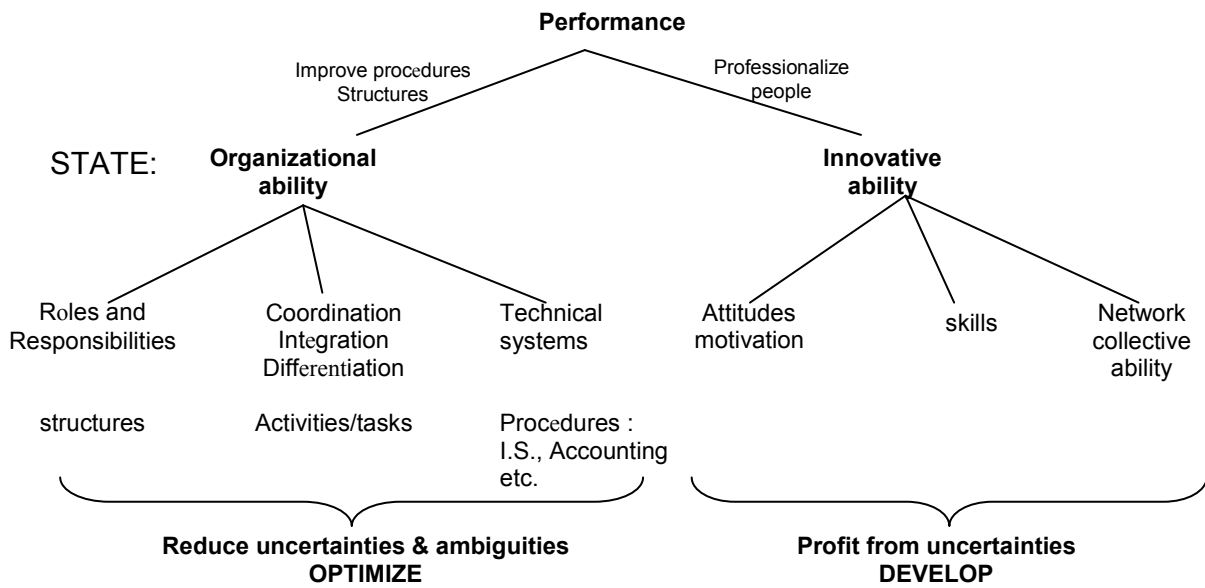 Performance
Improve procedures
Structures
Professionalize
people
STATE:
Organizational
ability
Innovative
ability
Roles and
Responsibilities
Coordination
Integration
Differentiation
Technical
systems
Attitudes
motivation
skills
Network
collective
ability
structures
Activities/tasks
Procedures :
I.S., Accounting
etc.
Reduce uncertainties & ambiguities
OPTIMIZE
Profit from uncertainties
DEVELOP